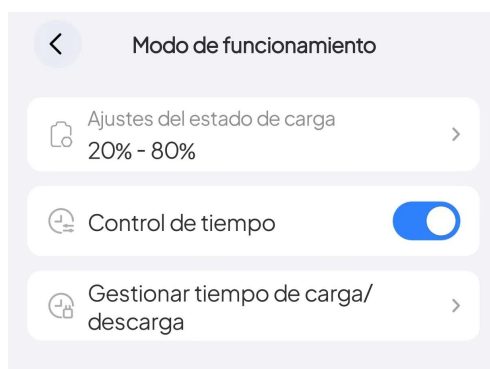 Modo de funcionamiento
Ajustes del estado de carga
20% - 80%
Control de tiempo
Gestionar tiempo de carga/
descarga